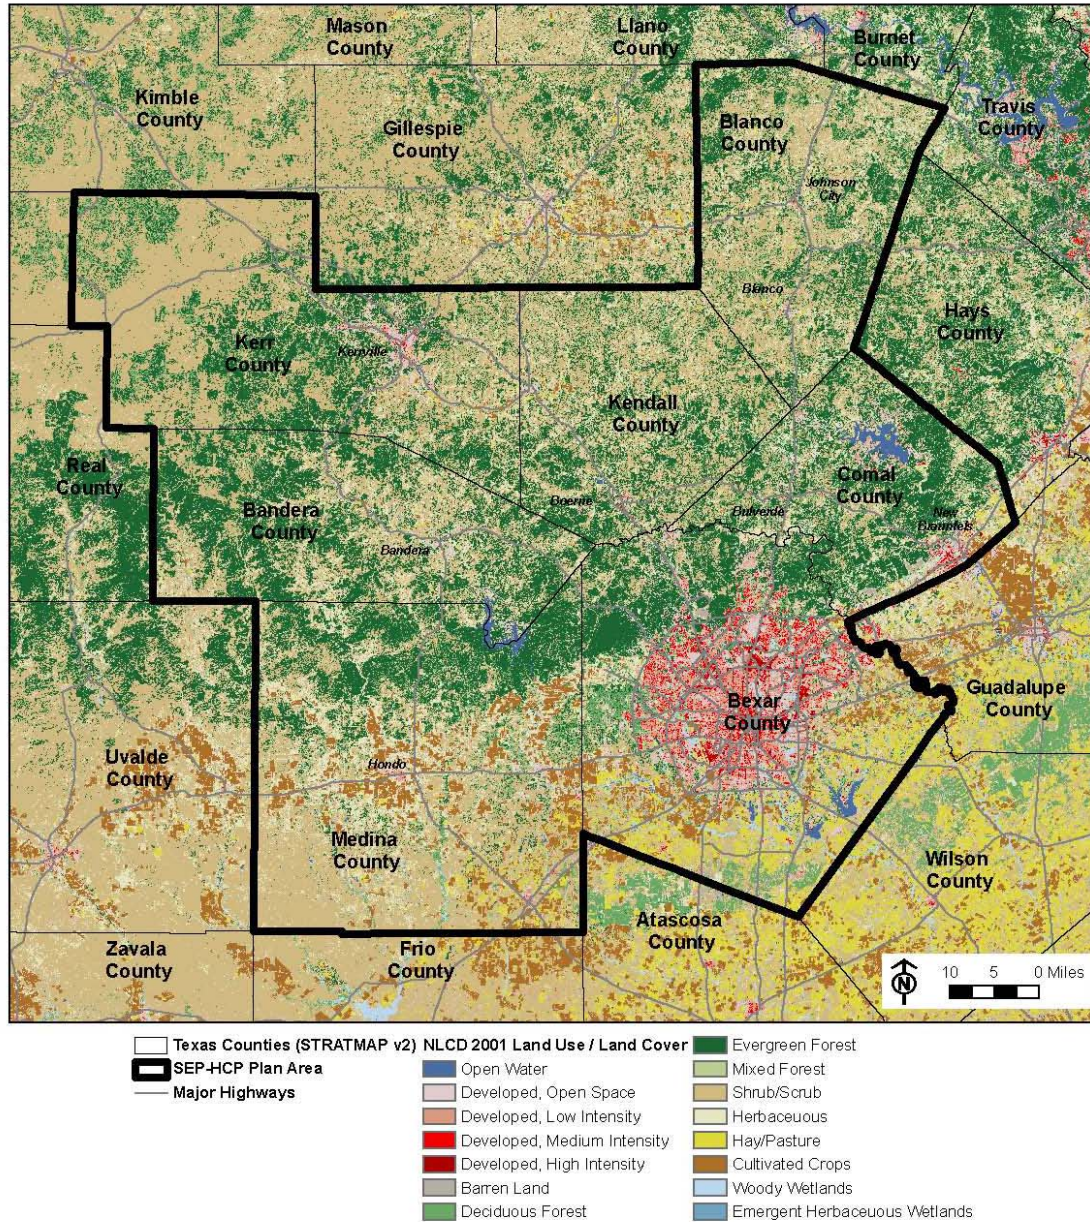 Mason
County
Llano
County
Burnet
County
Kimble
County
Gillespie
County
Blanco
County
Travis
County
Johnson
City
Blanco
Hays
County
Kerr
County
Kerrville
Kendall
County
Real
County
Bandera
County
Boerne
Bulverde
Comal
County
New
Braunfels
Bandera
Bexar
County
Guadalupe
County
Uvalde
County
Hondo
Medina
County
Wilson
County
Atascosa
County
Zavala
County
Frio
County
N
10 5 0 Miles
Texas Counties (STRATMAP v2)
SEP-HCP Plan Area
Major Highways
NLCD 2001 Land Use / Land Cover
Open Water
Developed, Open Space
Developed, Low Intensity
Developed, Medium Intensity
Developed, High Intensity
Barren Land
Deciduous Forest
Evergreen Forest
Mixed Forest
Shrub/Scrub
Herbaceuous
Hay/Pasture
Cultivated Crops
Woody Wetlands
Emergent Herbaceuous Wetlands